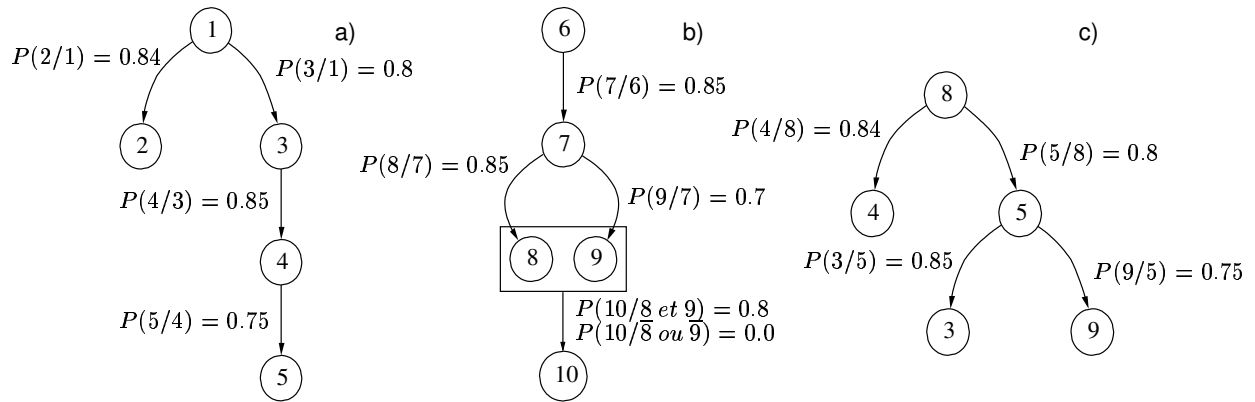 a)
1
P(2/1) = 0.84
P(3/1) = 0.8
2
3
P(4/3) = 0.85
4
P(5/4) = 0.75
5
b)
6
P(7/6) = 0.85
7
P(8/7) = 0.85
P(9/7) = 0.7
8
9
P(10/8 et 9) = 0.8
P(10/8̅ ou 9̅) = 0.0
10
c)
8
P(4/8) = 0.84
P(5/8) = 0.8
4
5
P(3/5) = 0.85
P(9/5) = 0.75
3
9